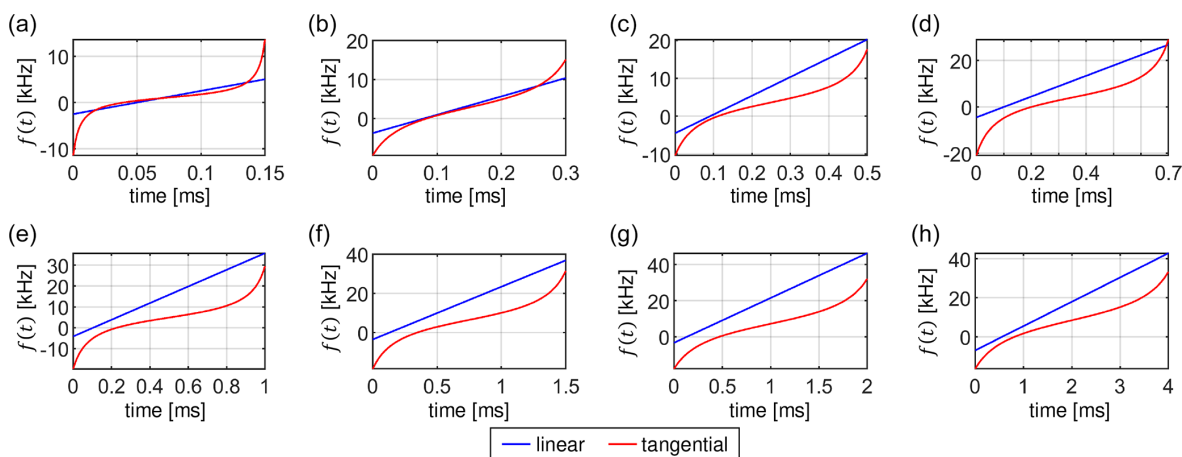 (a) (b) (c) (d)
f(t) [kHz] 10 0 -10
0 0.05 0.1 0.15
time [ms]
f(t) [kHz] 20 10 0 -10
0 0.1 0.2 0.3
time [ms]
f(t) [kHz] 20 10 0 -10
0 0.1 0.2 0.3 0.4 0.5
time [ms]
f(t) [kHz] 20 0 -20
0 0.2 0.4 0.7
time [ms]
(e) (f) (g) (h)
f(t) [kHz] 30 20 10 0 -10
0 0.2 0.4 0.6 0.8 1
time [ms]
f(t) [kHz] 40 20 0
0 0.5 1 1.5
time [ms]
f(t) [kHz] 40 20 0
0 0.5 1 1.5 2
time [ms]
f(t) [kHz] 40 20 0
0 1 2 3 4
time [ms]
linear tangential